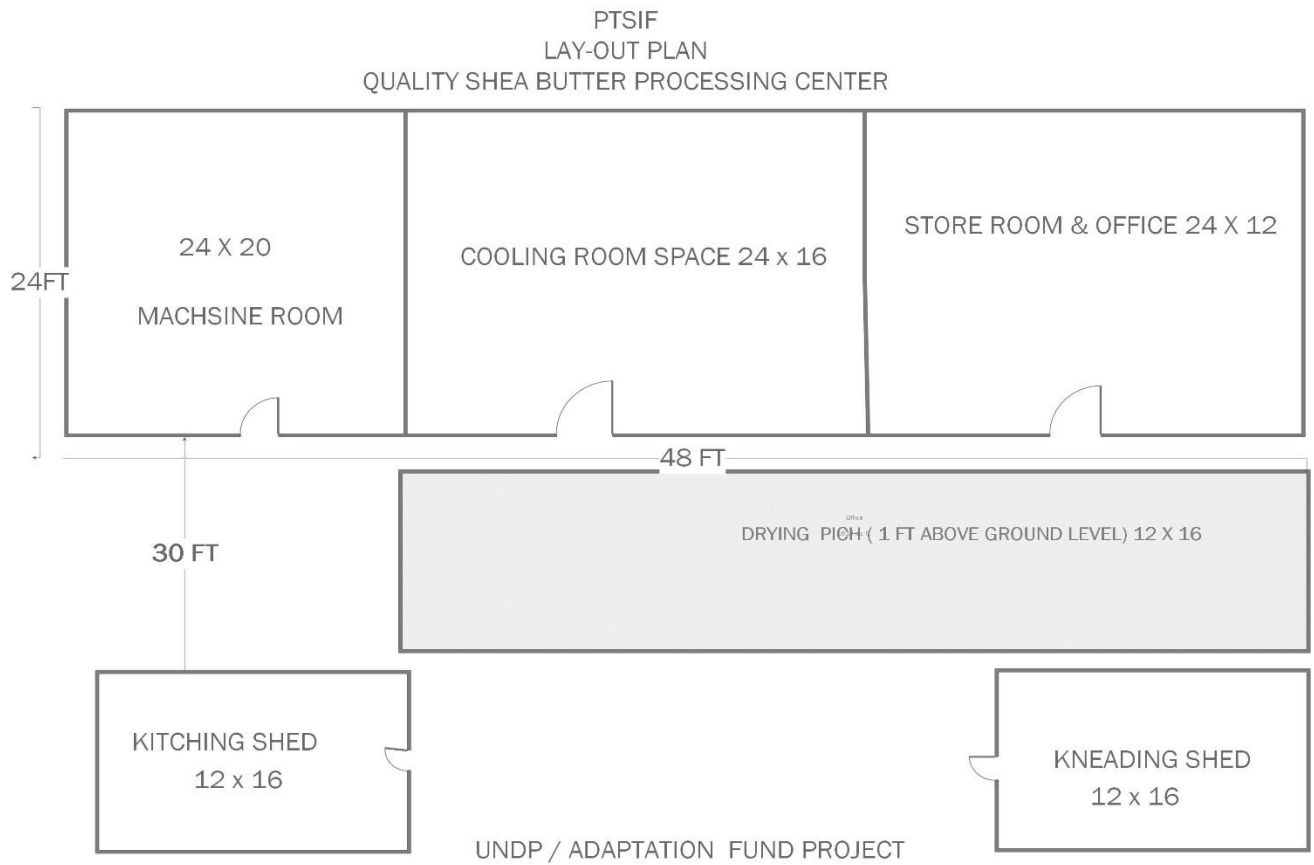 PTSIF
LAY-OUT PLAN
QUALITY SHEA BUTTER PROCESSING CENTER
24 X 20
MACHSINE ROOM
COOLING ROOM SPACE 24 x 16
STORE ROOM & OFFICE 24 X 12
24FT
48 FT
30 FT
Office
DRYING PICH ( 1 FT ABOVE GROUND LEVEL) 12 X 16
KITCHING SHED
12 x 16
KNEADING SHED
12 x 16
UNDP / ADAPTATION FUND PROJECT